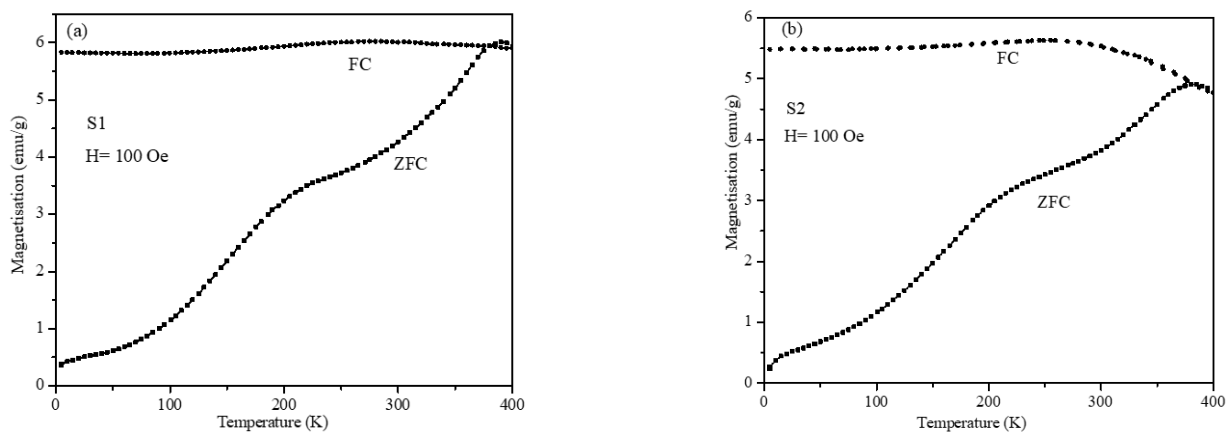 (a)
6
5
4
3
2
1
0
Magnetisation (emu/g)
FC
S1
H= 100 Oe
ZFC
0 100 200 300 400
Temperature (K)
(b)
6
5
4
3
2
1
0
Magnetisation (emu/g)
FC
S2
H= 100 Oe
ZFC
0 100 200 300 400
Temperature (K)